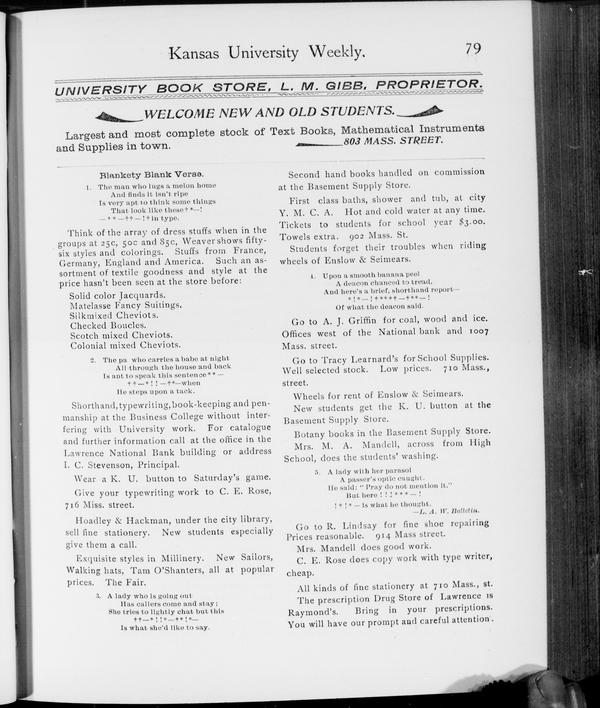 Kansas University Weekly.
79
UNIVERSITY BOOK STORE, L. M. GIBB, PROPRIETOR.
WELCOME NEW AND OLD STUDENTS.
Largest and most complete stock of Text Books, Mathematical Instruments
and Supplies in town. 803 MASS. STREET.
Blankety Blank Verse.
1. The man who lugs a melon home
And finds it isn't ripe
Is very apt to think some things
That look like these†*—!
—**—††—!† in type.
Think of the array of dress stuffs when in the
groups at 25c, 50c and 85c, Weaver shows fifty-
six styles and colorings. Stuffs from France,
Germany, England and America. Such an as-
sortment of textile goodness and style at the
price hasn't been seen at the store before:
Solid color Jacquards.
Matelasse Fancy Suitings.
Silkmixed Cheviots.
Checked Boucles.
Scotch mixed Cheviots.
Colonial mixed Cheviots.
2. The pa who carries a babe at night
All through the house and back
Is ant to speak this sentence**—
††—*!!—†*—when
He steps upon a tack.
Shorthand, typewriting, book-keeping and pen-
manship at the Business College without inter-
fering with University work. For catalogue
and further information call at the office in the
Lawrence National Bank building or address
I. C. Stevenson, Principal.
Wear a K. U. button to Saturday's game.
Give your typewriting work to C. E. Rose,
716 Miss. street.
Hoadley & Hackman, under the city library,
sell fine stationery. New students especially
give them a call.
Exquisite styles in Millinery. New Sailors,
Walking hats, Tam O'Shanters, all at popular
prices. The Fair.
3. A lady who is going out
Has callers come and stay;
She tries to lightly chat but this
††—*!!*—†*!*—
Is what she'd like to say.
Second hand books handled on commission
at the Basement Supply Store.
First class baths, shower and tub, at city
Y. M. C. A. Hot and cold water at any time.
Tickets to students for school year $3.00.
Towels extra. 902 Mass. St.
Students forget their troubles when riding
wheels of Enslow & Seimears.
4. Upon a smooth banana peel
A deacon chanced to tread,
And here's a brief, shorthand report—
*!*—!†***†—†**—!
Of what the deacon said.
Go to A. J. Griffin for coal, wood and ice.
Offices west of the National bank and 1007
Mass. street.
Go to Tracy Learnard's for School Supplies.
Well selected stock. Low prices. 710 Mass.,
street.
Wheels for rent of Enslow & Seimears.
New students get the K. U. button at the
Basement Supply Store.
Botany books in the Basement Supply Store.
Mrs. M. A. Mandell, across from High
School, does the students' washing.
5. A lady with her parasol
A passer's optic caught.
He said: "Pray do not mention it."
But here !!!***—!
!*!*—Is what he thought.
—L. A. W. Bulletin.
Go to R. Lindsay for fine shoe repairing
Prices reasonable. 914 Mass street.
Mrs. Mandell does good work.
C. E. Rose does copy work with type writer,
cheap.
All kinds of fine stationery at 710 Mass., st.
The prescription Drug Store of Lawrence is
Raymond's. Bring in your prescriptions.
You will have our prompt and careful attention.